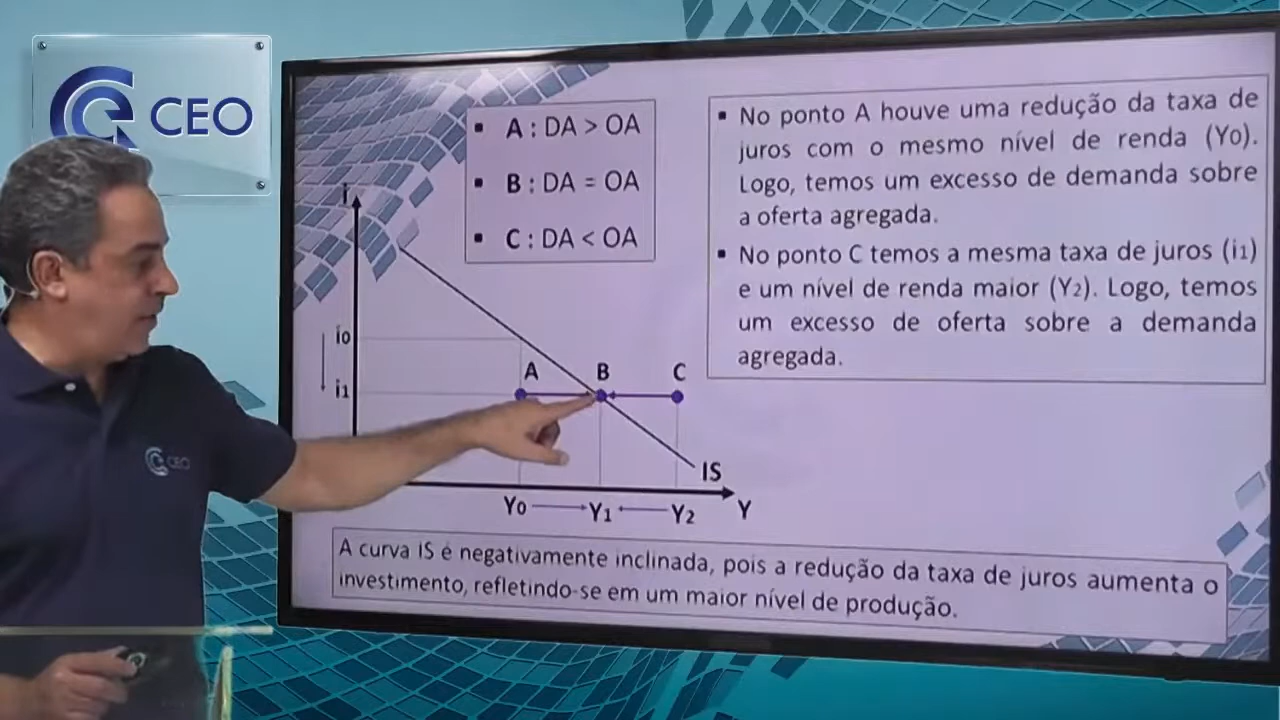 CEO
▪ A : DA > OA
▪ B : DA = OA
▪ C : DA < OA
▪ No ponto A houve uma redução da taxa de
juros com o mesmo nível de renda (Y0).
Logo, temos um excesso de demanda sobre
a oferta agregada.
▪ No ponto C temos a mesma taxa de juros (i1)
e um nível de renda maior (Y2). Logo, temos
um excesso de oferta sobre a demanda
agregada.
i
i0
i1
A B C
IS
Y0 Y1 Y2 Y
A curva IS é negativamente inclinada, pois a redução da taxa de juros aumenta o
investimento, refletindo-se em um maior nível de produção.
CEO